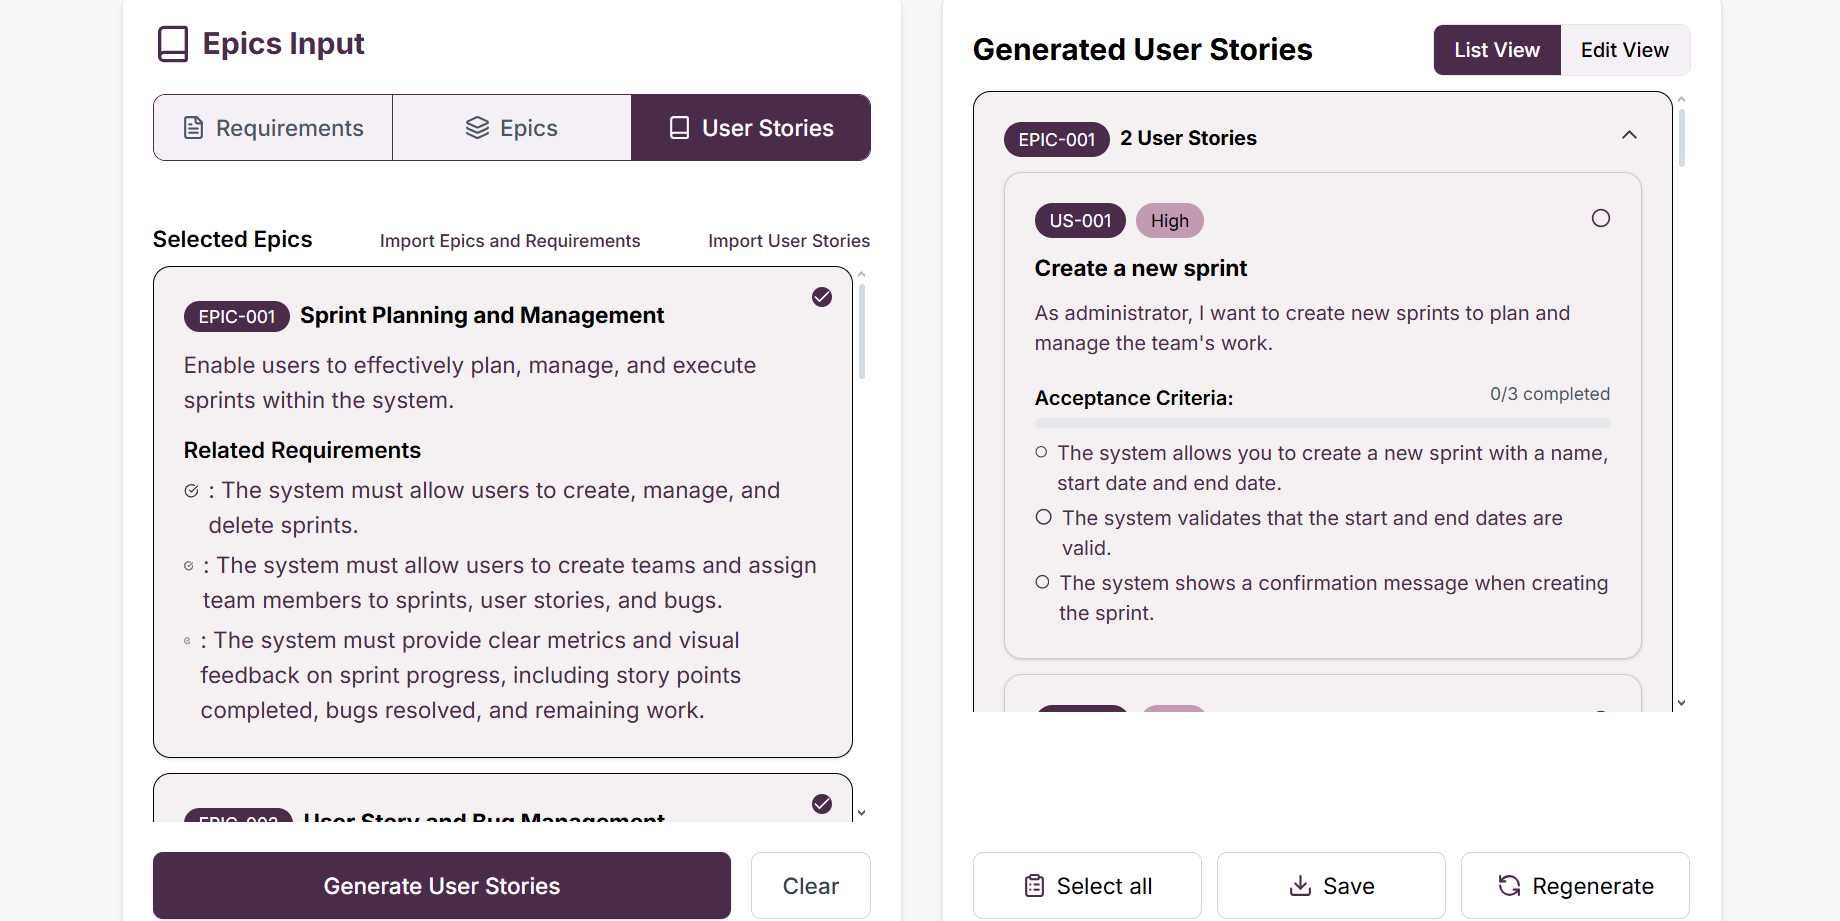 Epics Input
Requirements
Epics
User Stories
Selected Epics
Import Epics and Requirements
Import User Stories
EPIC-001
Sprint Planning and Management
Enable users to effectively plan, manage, and execute
sprints within the system.
Related Requirements
: The system must allow users to create, manage, and
delete sprints.
: The system must allow users to create teams and assign
team members to sprints, user stories, and bugs.
: The system must provide clear metrics and visual
feedback on sprint progress, including story points
completed, bugs resolved, and remaining work.
EPIC-002
User Story and Bug Management
Generate User Stories
Clear
Generated User Stories
List View
Edit View
EPIC-001
2 User Stories
US-001
High
Create a new sprint
As administrator, I want to create new sprints to plan and
manage the team's work.
Acceptance Criteria:
0/3 completed
The system allows you to create a new sprint with a name,
start date and end date.
The system validates that the start and end dates are
valid.
The system shows a confirmation message when creating
the sprint.
Select all
Save
Regenerate